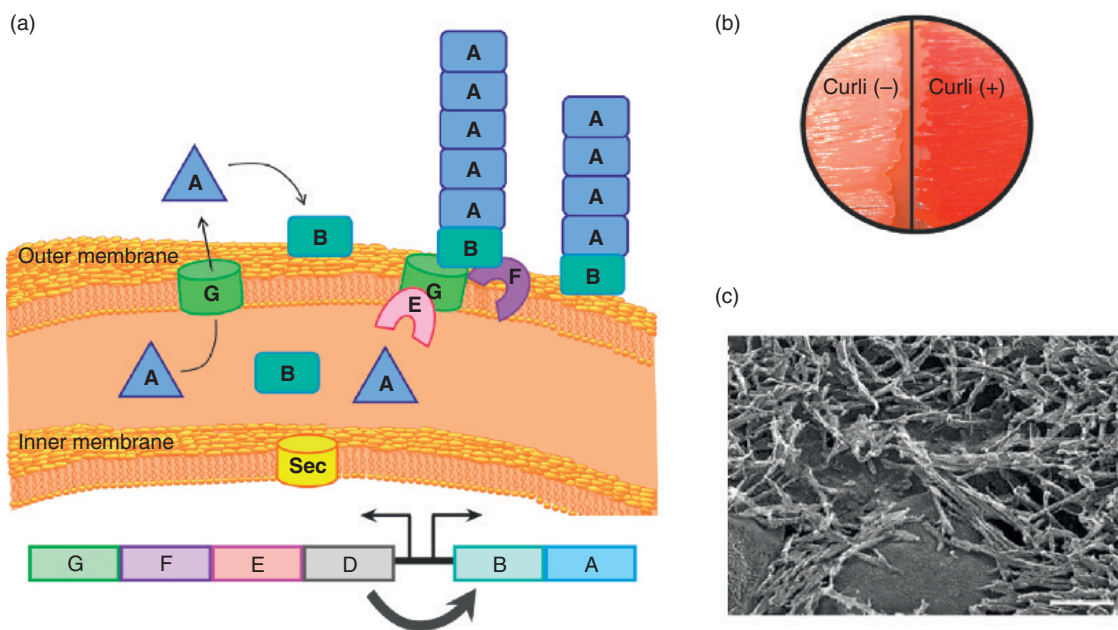 (a)
A
A
A
A
A
A
A
A
A
A
B
B
Outer membrane
G
G
F
B
E
A
B
A
Inner membrane
Sec
G F E D B A
(b)
Curli (–) Curli (+)
(c)